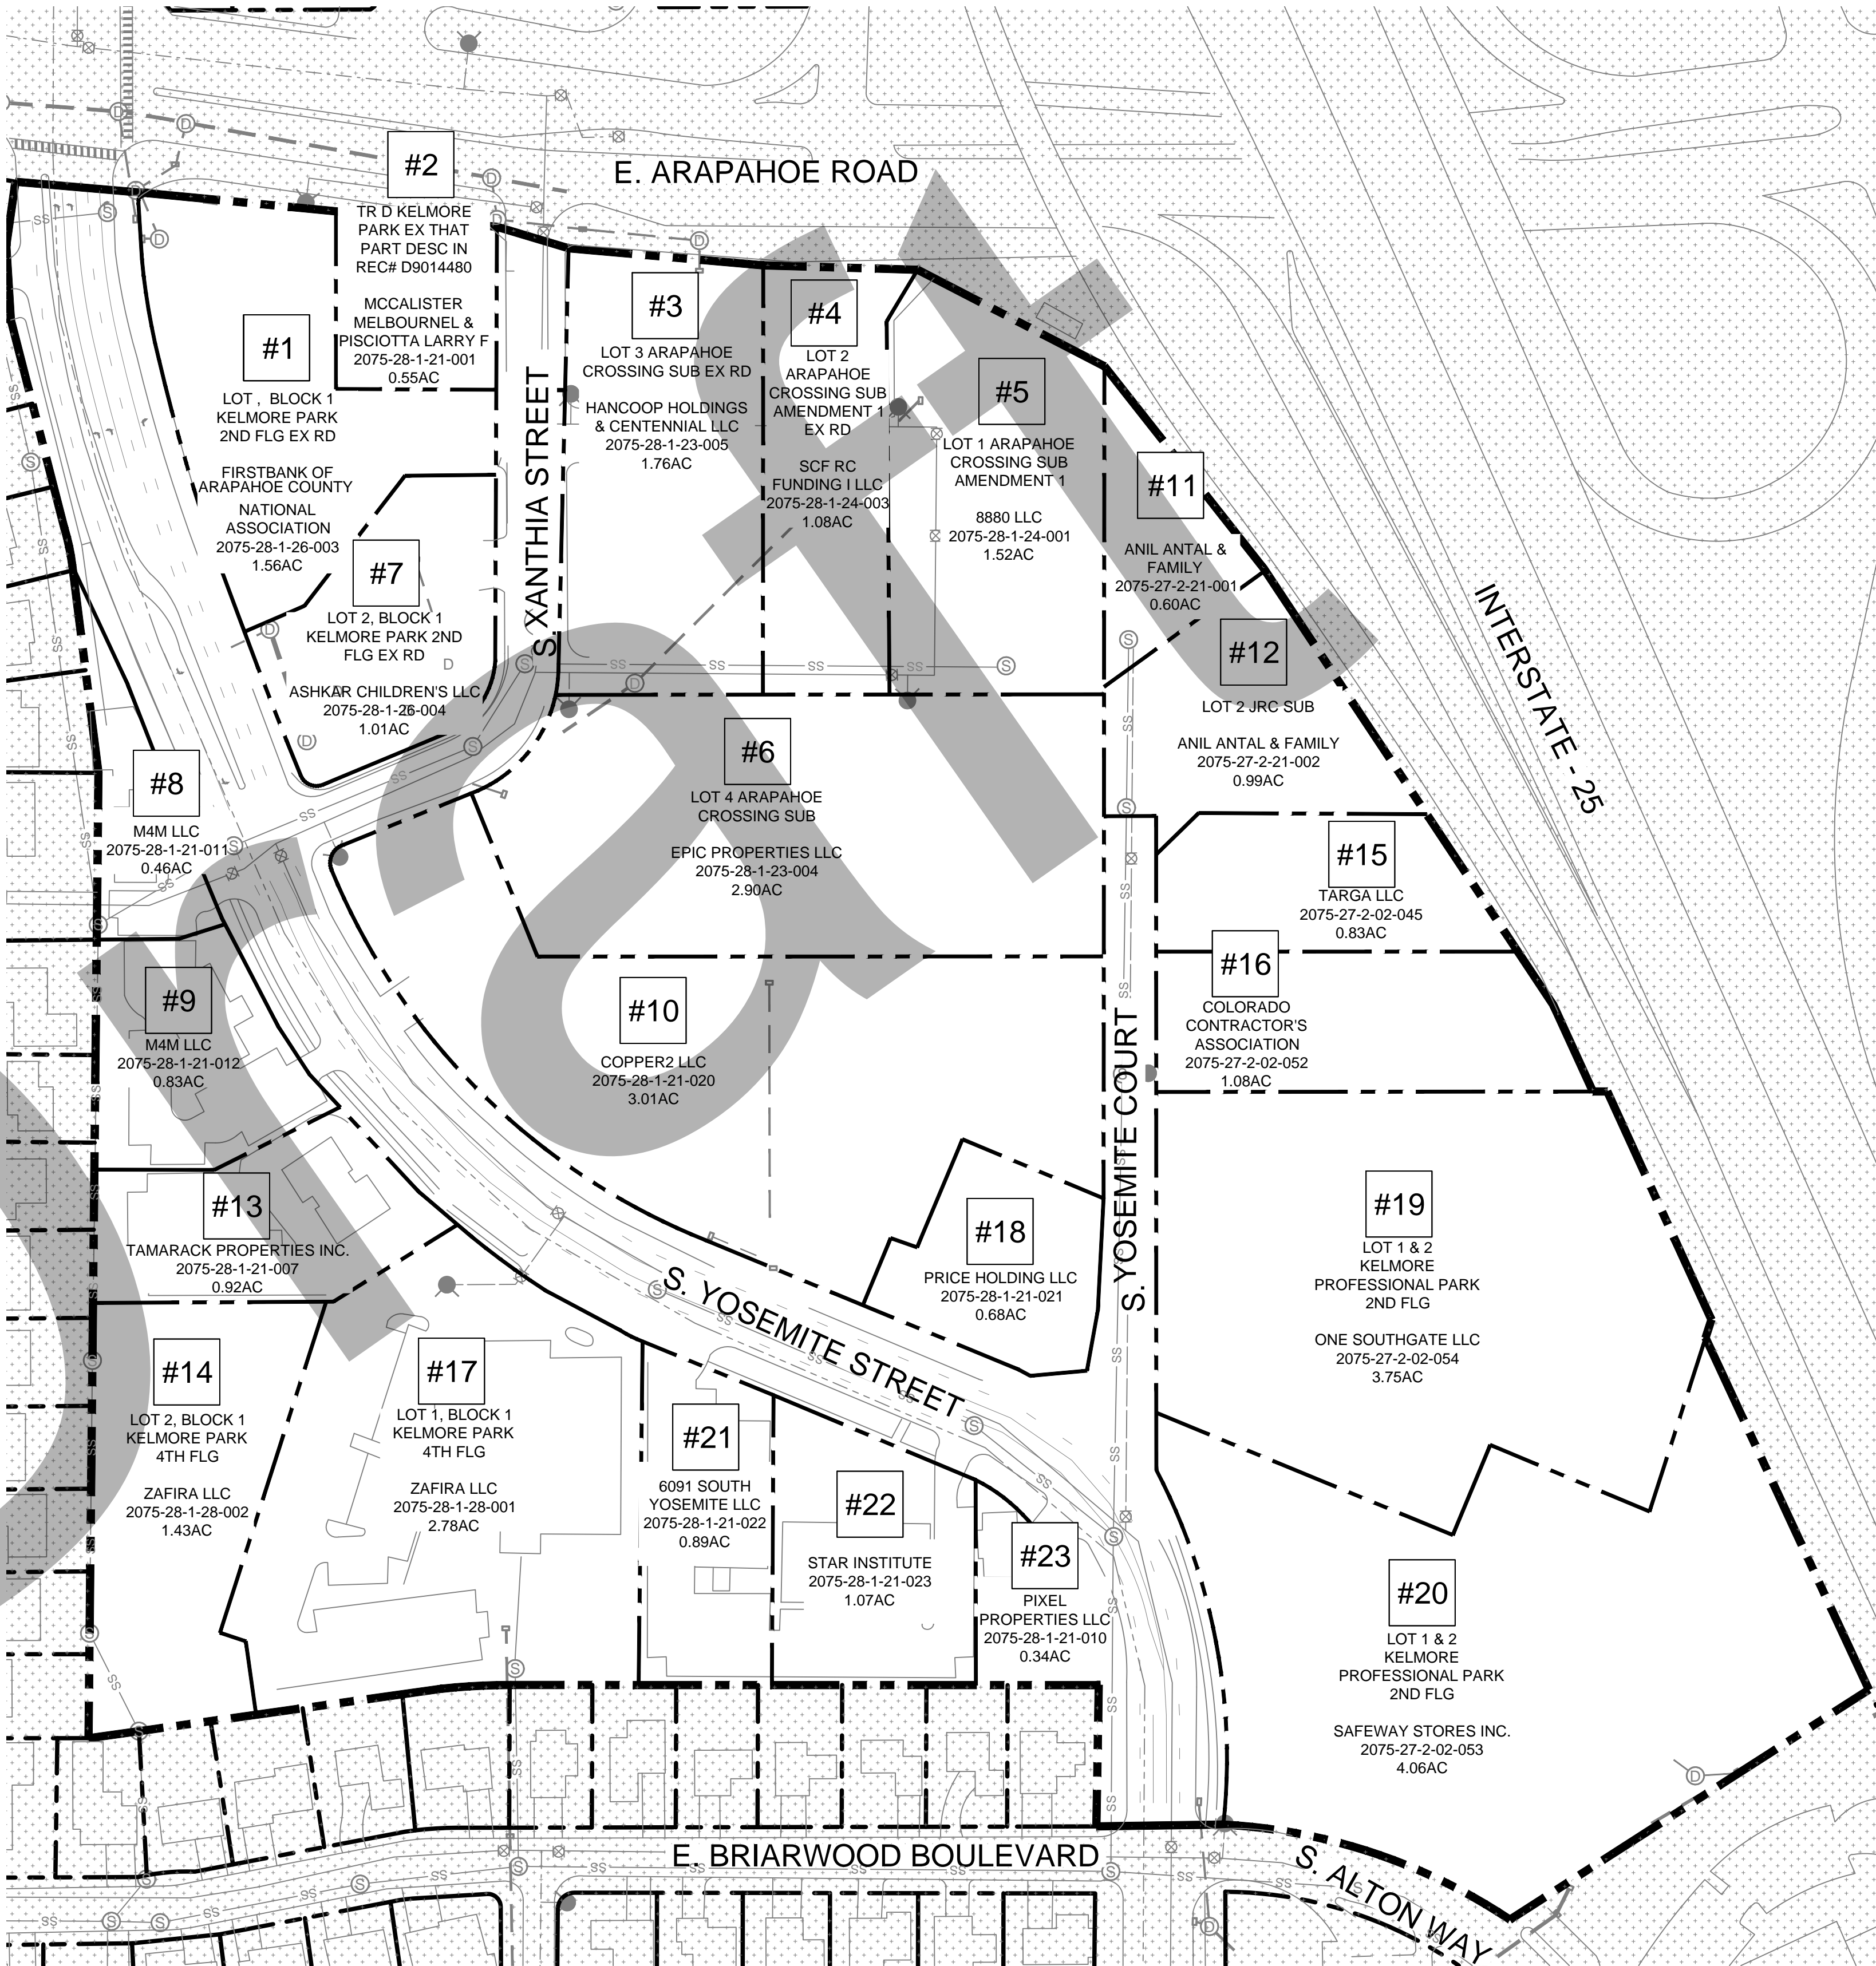 E. ARAPAHOE ROAD
#2
TR D KELMORE
PARK EX THAT
PART DESC IN
REC# D9014480
MCCALISTER
MELBOURNEL &
PISCIOTTA LARRY F
2075-28-1-21-001
0.55AC
#1
LOT , BLOCK 1
KELMORE PARK
2ND FLG EX RD
FIRSTBANK OF
ARAPAHOE COUNTY
NATIONAL
ASSOCIATION
2075-28-1-26-003
1.56AC
S. XANTHIA STREET
#3
LOT 3 ARAPAHOE
CROSSING SUB EX RD
HANCOOP HOLDINGS
& CENTENNIAL LLC
2075-28-1-23-005
1.76AC
#4
LOT 2
ARAPAHOE
CROSSING SUB
AMENDMENT 1
EX RD
SCF RC
FUNDING I LLC
2075-28-1-24-003
1.08AC
#5
LOT 1 ARAPAHOE
CROSSING SUB
AMENDMENT 1
8880 LLC
2075-28-1-24-001
1.52AC
#11
ANIL ANTAL &
FAMILY
2075-27-2-21-001
0.60AC
#7
LOT 2, BLOCK 1
KELMORE PARK 2ND
FLG EX RD
ASHKAR CHILDREN'S LLC
2075-28-1-26-004
1.01AC
#12
LOT 2 JRC SUB
ANIL ANTAL & FAMILY
2075-27-2-21-002
0.99AC
INTERSTATE - 25
#6
LOT 4 ARAPAHOE
CROSSING SUB
EPIC PROPERTIES LLC
2075-28-1-23-004
2.90AC
#8
M4M LLC
2075-28-1-21-011
0.46AC
#15
TARGA LLC
2075-27-2-02-045
0.83AC
#9
M4M LLC
2075-28-1-21-012
0.83AC
#10
COPPER2 LLC
2075-28-1-21-020
3.01AC
#16
COLORADO
CONTRACTOR'S
ASSOCIATION
2075-27-2-02-052
1.08AC
S. YOSEMITE COURT
#13
TAMARACK PROPERTIES INC.
2075-28-1-21-007
0.92AC
#18
PRICE HOLDING LLC
2075-28-1-21-021
0.68AC
#19
LOT 1 & 2
KELMORE
PROFESSIONAL PARK
2ND FLG
ONE SOUTHGATE LLC
2075-27-2-02-054
3.75AC
S. YOSEMITE STREET
#14
LOT 2, BLOCK 1
KELMORE PARK
4TH FLG
ZAFIRA LLC
2075-28-1-28-002
1.43AC
#17
LOT 1, BLOCK 1
KELMORE PARK
4TH FLG
ZAFIRA LLC
2075-28-1-28-001
2.78AC
#21
6091 SOUTH
YOSEMITE LLC
2075-28-1-21-022
0.89AC
#22
STAR INSTITUTE
2075-28-1-21-023
1.07AC
#23
PIXEL
PROPERTIES LLC
2075-28-1-21-010
0.34AC
#20
LOT 1 & 2
KELMORE
PROFESSIONAL PARK
2ND FLG
SAFEWAY STORES INC.
2075-27-2-02-053
4.06AC
E. BRIARWOOD BOULEVARD
S. ALTON WAY
Draft